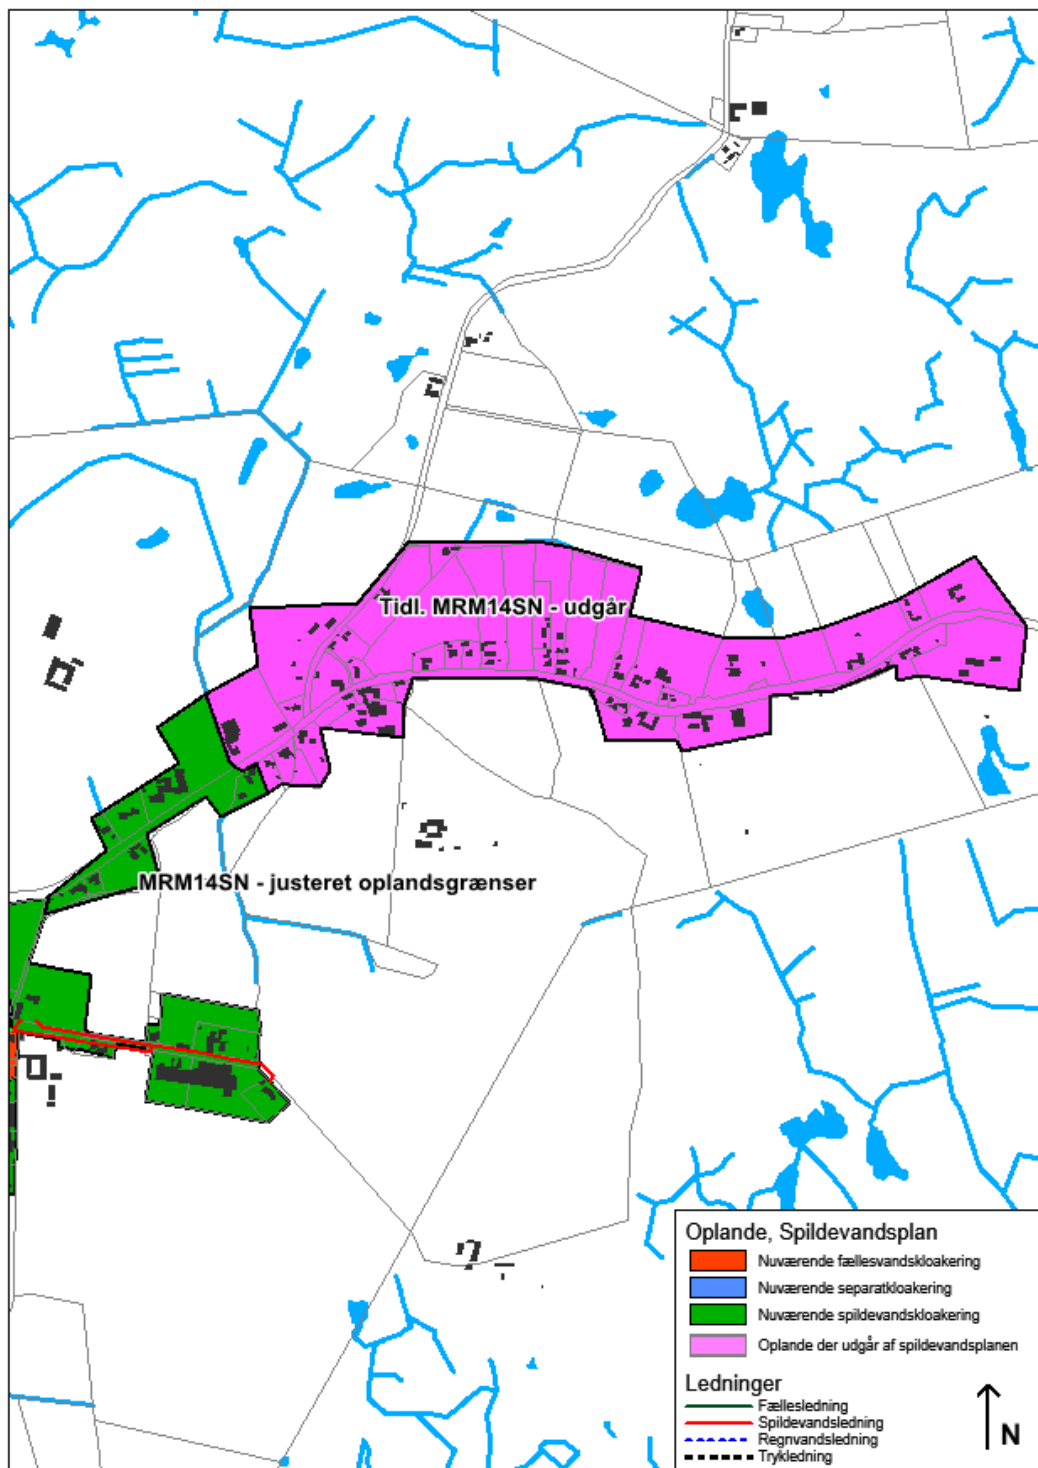 Tidl. MRM14SN - udgår
MRM14SN - justeret oplandsgrænser
Oplande, Spildevandsplan
Nuværende fællesvandskloakering
Nuværende separatkloakering
Nuværende spildevandskloakering
Oplande der udgår af spildevandsplanen
Ledninger
Fællesledning
Spildevandsledning
Regnvandsledning
Trykledning
N